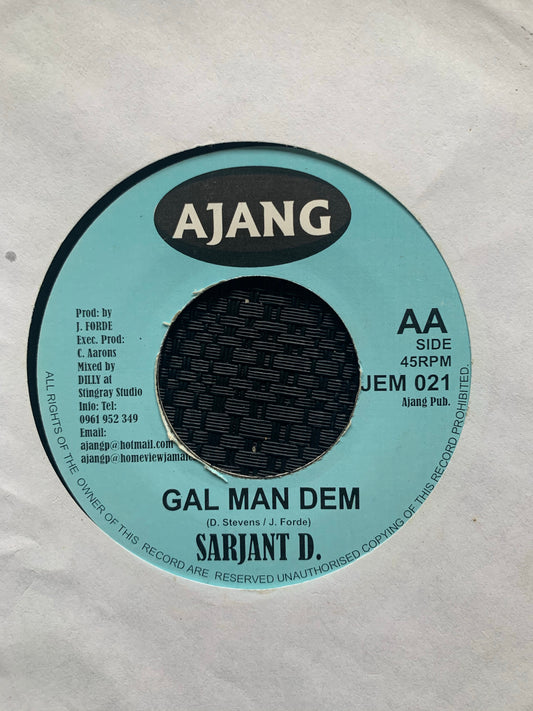 AJANG
Prod: by
J. FORDE
Exec. Prod:
C. Aarons
Mixed by
DILLY at
Stingray Studio
Info: Tel:
0961 952 349
Email:
ajangp@hotmail.com
AA
SIDE
45RPM
JEM 021
Ajang Pub.
GAL MAN DEM
(D. Stevens / J. Forde)
SARJANT D.
ALL RIGHTS OF THE OWNER OF THIS RECORD ARE RESERVED UNAUTHORISED COPYING OF THIS RECORD PROHIBITED.